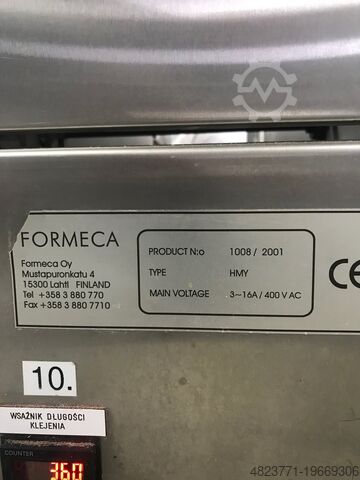 FORMECA
Formeca Oy
Mustapuronkatu 4
15300 Lahti FINLAND
Tel +358 3 880 770
Fax +358 3 880 7710
PRODUCT N:o 1008 / 2001
TYPE HMY
MAIN VOLTAGE 3~16A / 400 V AC
CE
10.
WSAŹNIK DŁUGOŚCI
KLEJENIA
COUNTER
360
4823771-19669306